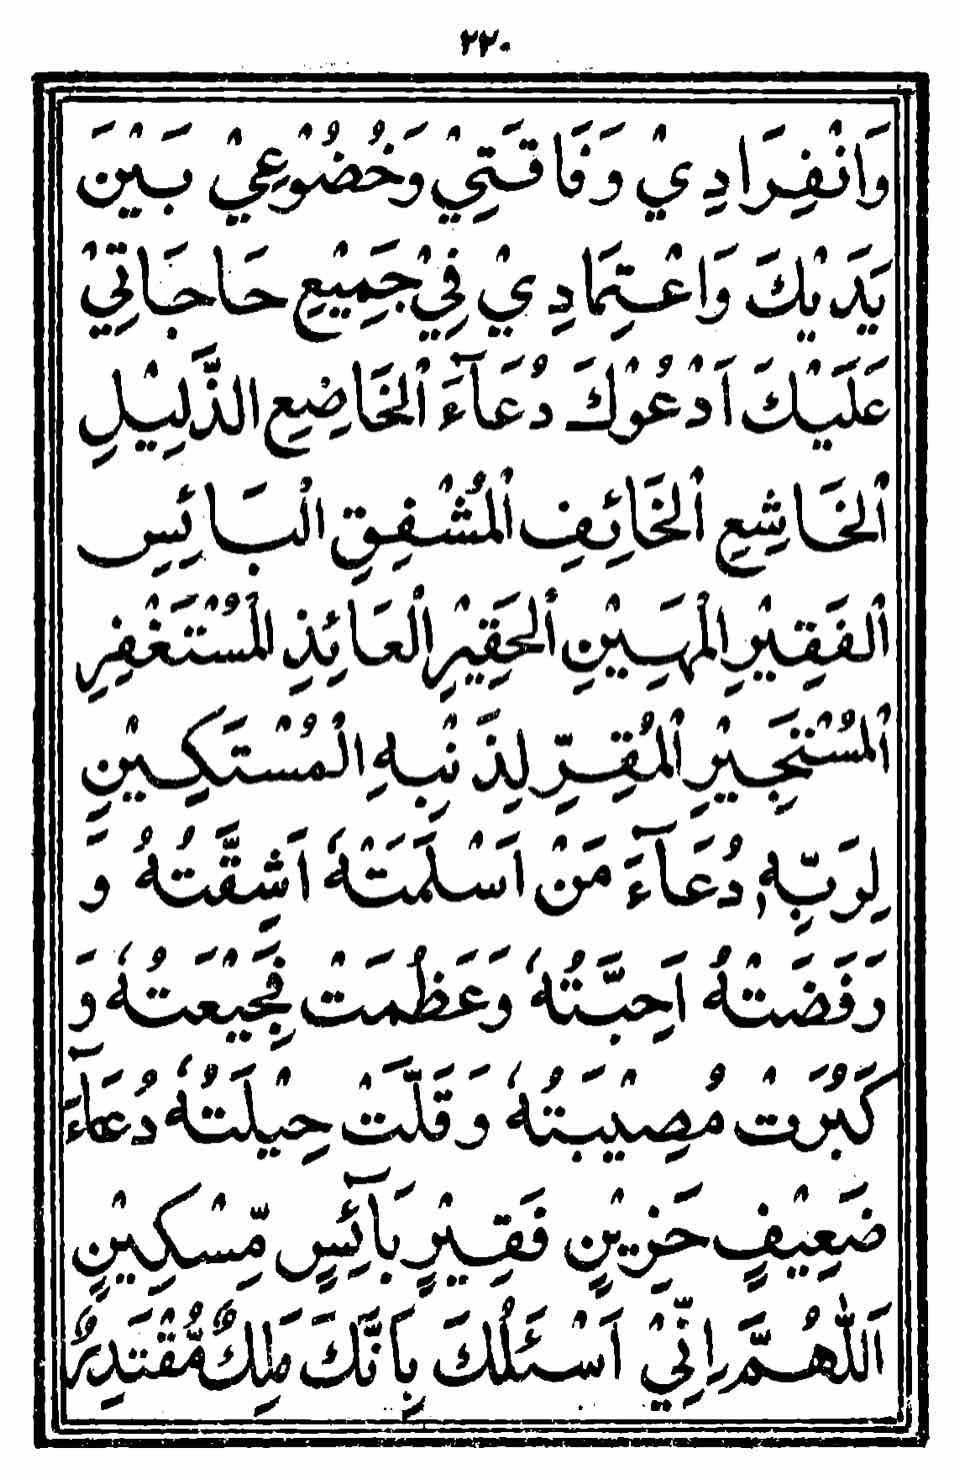 ۲۲۰
وَانْفِرَادِيْ وَفَاقَتِيْ وَخُضُوْعِيْ بَيْنَ
يَدَيْكَ وَاعْتِمَادِيْ فِيْ جَمِيْعِ حَاجَاتِيْ
عَلَيْكَ اَدْعُوْكَ دُعَآءَ الْخَاضِعِ الذَّلِيْلِ
الْخَاشِعِ الْخَائِفِ الْمُشْفِقِ الْبَائِسِ
الْفَقِيْرِ الْمَهِيْنِ الْحَقِيْرِ الْعَائِذِ الْمُسْتَغْفِرِ
الْمُسْتَجِيْرِ الْمُقِرِّ لِذَنْبِهِ الْمُسْتَكِيْنِ
لِرَبِّهٖ دُعَآءَ مَنْ اَسْلَمَتْهُ اَشِقَّتُهُ وَ
رَفَضَتْهُ اَحِبَّتُهٗ وَعَظُمَتْ فَجِيْعَتُهٗ وَ
كَبُرَتْ مُصِيْبَتُهٗ وَقَلَّتْ حِيْلَتُهٗ دُعَآءَ
ضَعِيْفٍ حَزِيْنٍ فَقِيْرٍ بَآئِسٍ مِّسْكِيْنٍ
اَللّٰهُمَّ اِنِّيْ اَسْئَلُكَ بِاَنَّكَ مَلِكٌ مُّقْتَدِرٌ